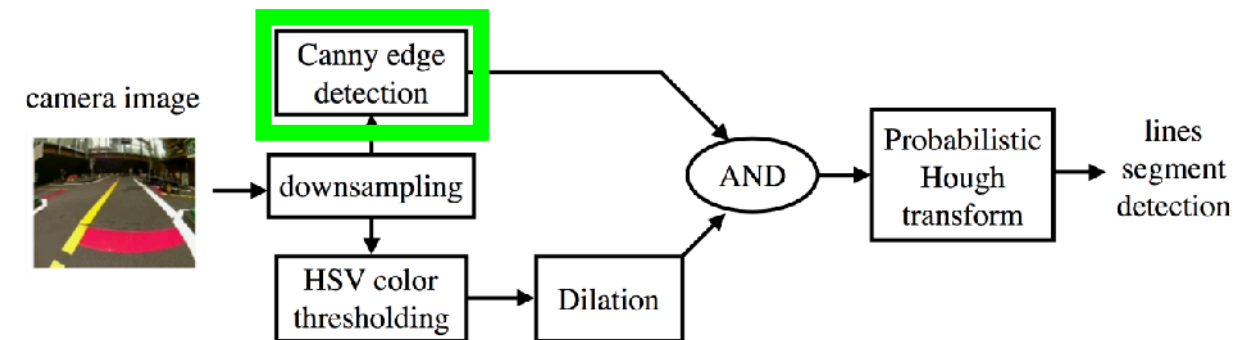 camera image
Canny edge
detection
downsampling
HSV color
thresholding
Dilation
AND
Probabilistic
Hough
transform
lines
segment
detection